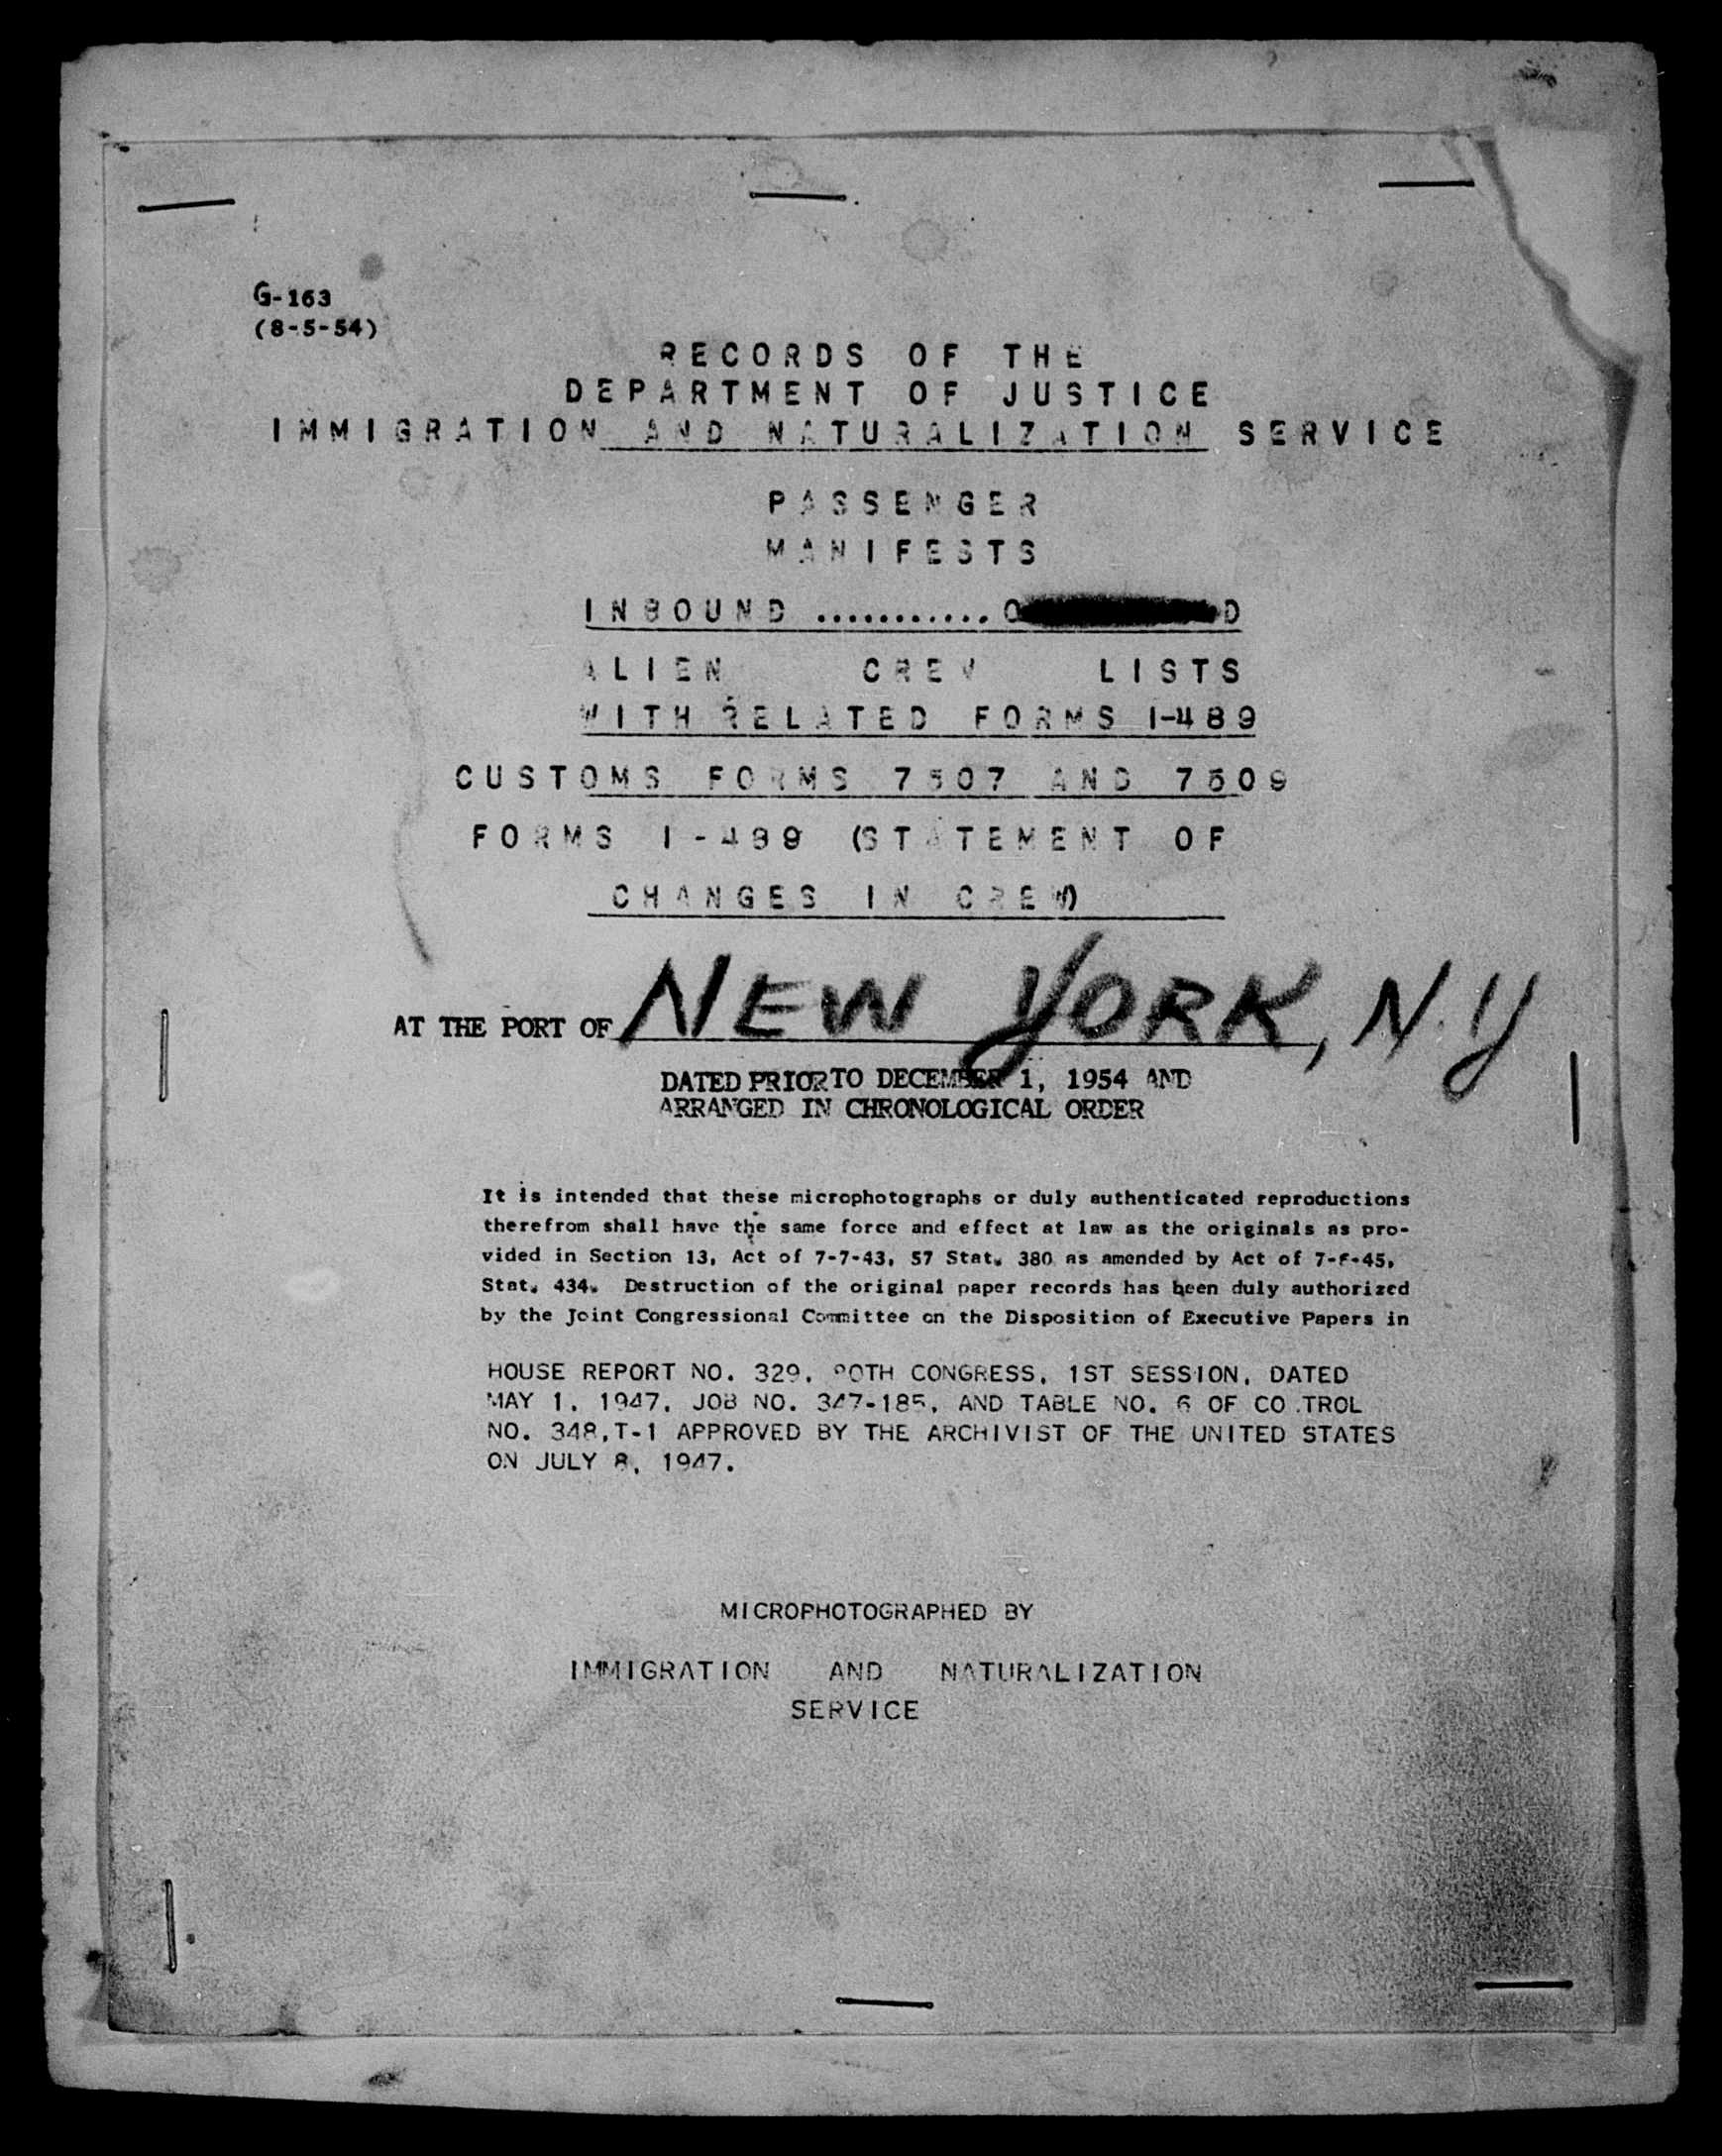 G-163
(8-5-54)
RECORDS OF THE
DEPARTMENT OF JUSTICE
IMMIGRATION AND NATURALIZATION SERVICE
PASSENGER
MANIFESTS
INBOUND ...........
ALIEN CREW LISTS
WITH RELATED FORMS I-489
CUSTOMS FORMS 7507 AND 7509
FORMS I-489 (STATEMENT OF
CHANGES IN CREW)
AT THE PORT OF NEW YORK, N.Y
DATED PRIOR TO DECEMBER 1, 1954 AND
ARRANGED IN CHRONOLOGICAL ORDER
It is intended that these microphotographs or duly authenticated reproductions
therefrom shall have the same force and effect at law as the originals as pro-
vided in Section 13, Act of 7-7-43, 57 Stat. 380 as amended by Act of
Stat. 434. Destruction of the original paper records has been duly authorized
by the Joint Congressional Committee on the Disposition of Executive Papers in
HOUSE REPORT NO. 329, 80TH CONGRESS, 1ST SESSION, DATED
MAY 1, 1947, JOB NO. 347-185, AND TABLE NO. 6 OF CO TROL
NO. 348,T-1 APPROVED BY THE ARCHIVIST OF THE UNITED STATES
ON JULY 8, 1947.
MICROPHOTOGRAPHED BY
IMMIGRATION AND NATURALIZATION
SERVICE